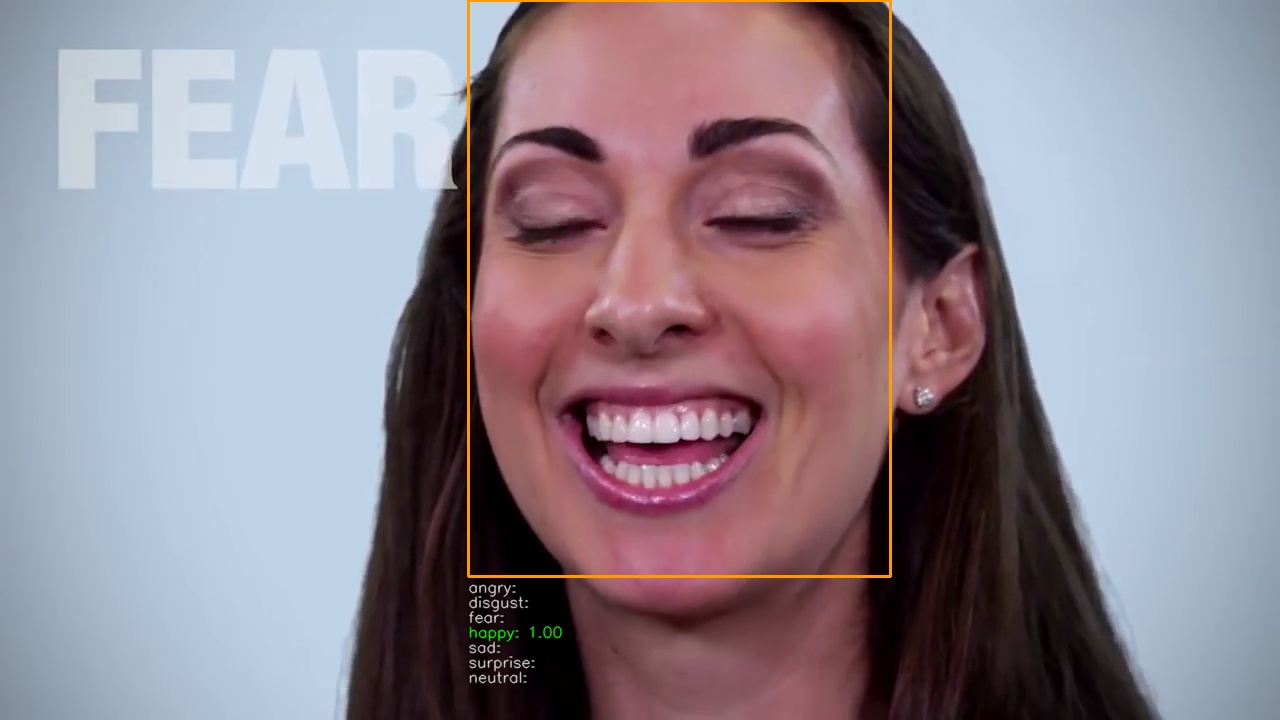 FEAR
angry:
disgust:
fear:
happy: 1.00
sad:
surprise:
neutral: